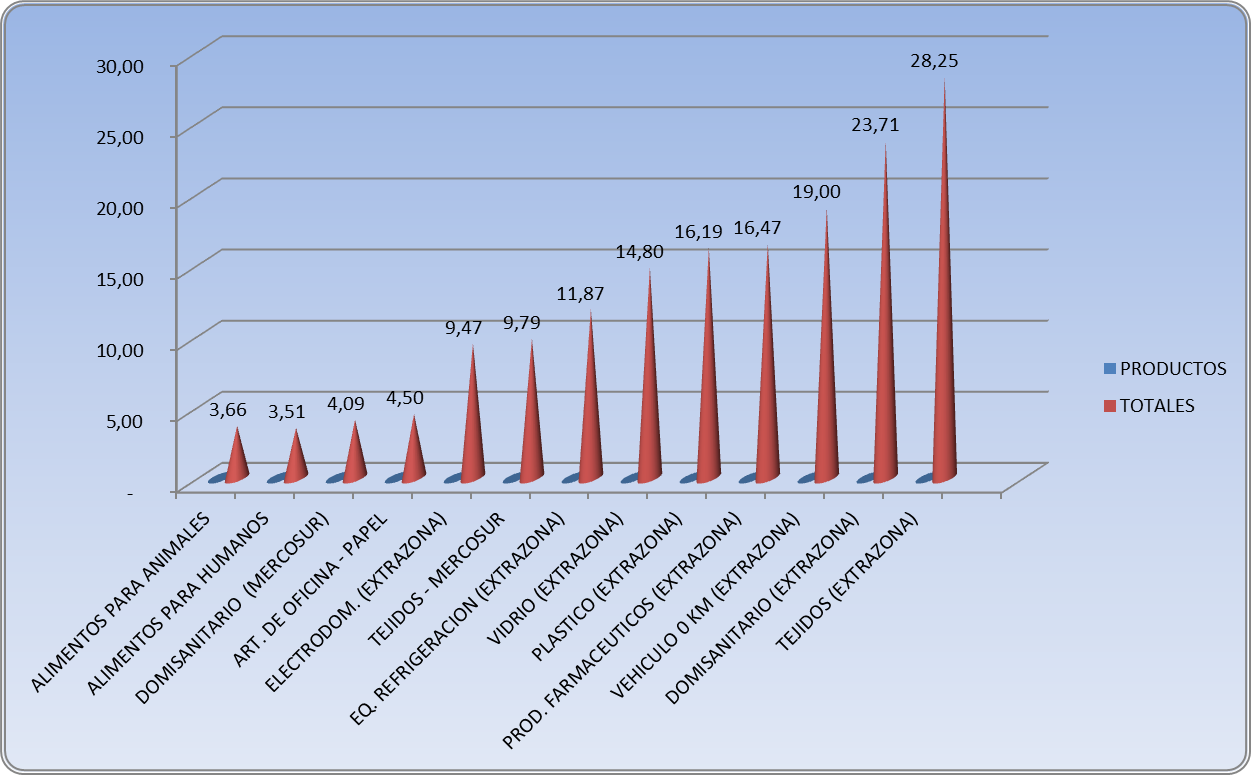 30,00
25,00
20,00
15,00
10,00
5,00
-
3,66
3,51
4,09
4,50
9,47
9,79
11,87
14,80
16,19
16,47
19,00
23,71
28,25
ALIMENTOS PARA ANIMALES
ALIMENTOS PARA HUMANOS
DOMISANITARIO (MERCOSUR)
ART. DE OFICINA - PAPEL
ELECTRODOM. (EXTRAZONA)
TEJIDOS - MERCOSUR
EQ. REFRIGERACION (EXTRAZONA)
VIDRIO (EXTRAZONA)
PLASTICO (EXTRAZONA)
PROD. FARMACEUTICOS (EXTRAZONA)
VEHICULO 0 KM (EXTRAZONA)
DOMISANITARIO (EXTRAZONA)
TEJIDOS (EXTRAZONA)
PRODUCTOS
TOTALES